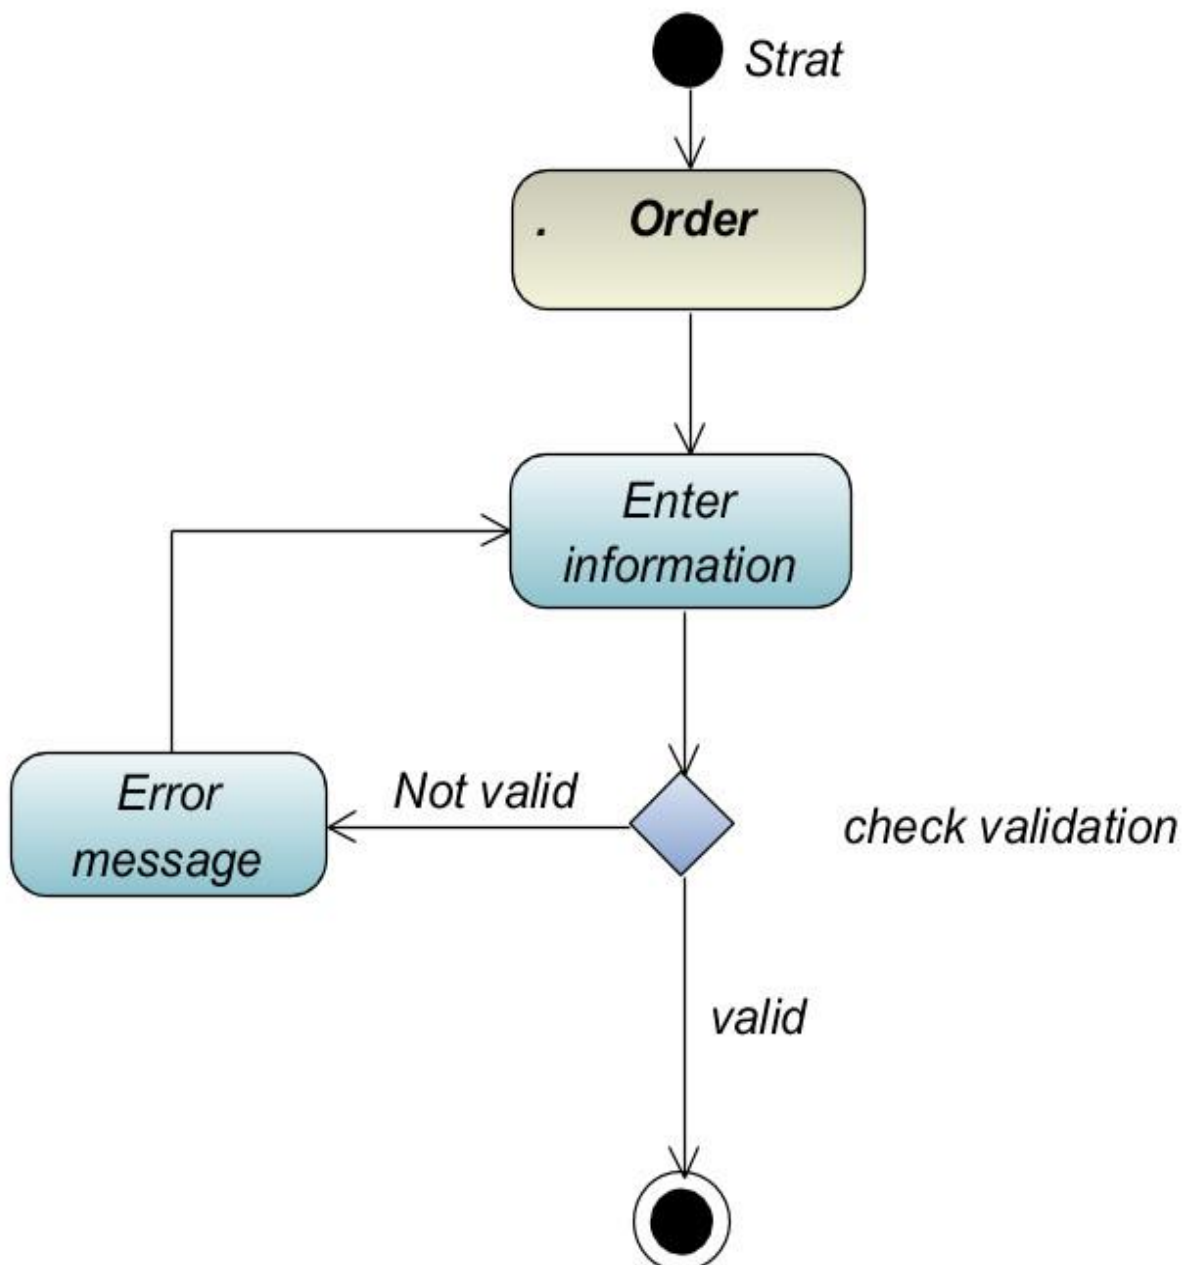 Strat
. Order
Enter
information
Error
message
Not valid
check validation
valid